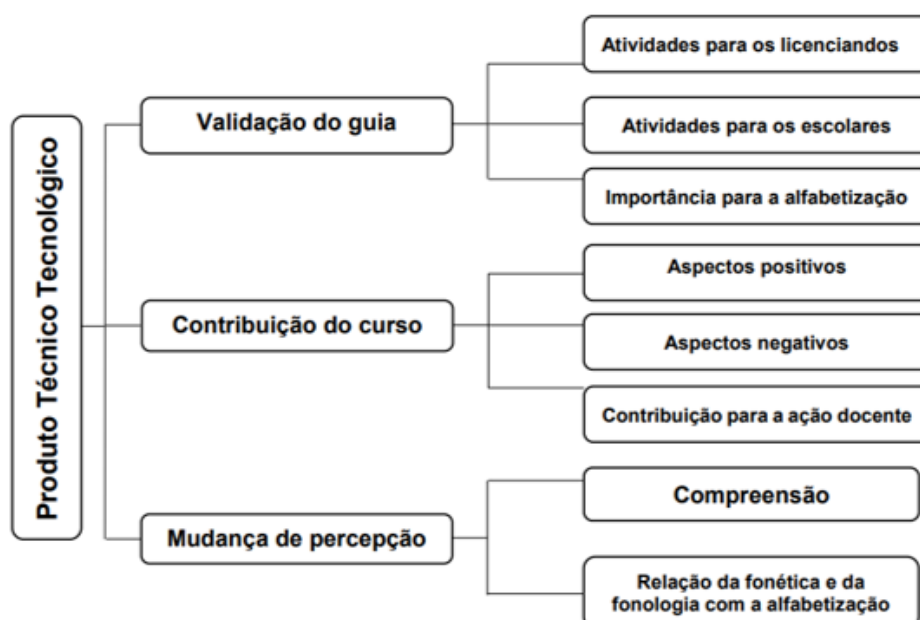 Produto Técnico Tecnológico
Validação do guia
Atividades para os licenciandos
Atividades para os escolares
Importância para a alfabetização
Contribuição do curso
Aspectos positivos
Aspectos negativos
Contribuição para a ação docente
Mudança de percepção
Compreensão
Relação da fonética e da
fonologia com a alfabetização